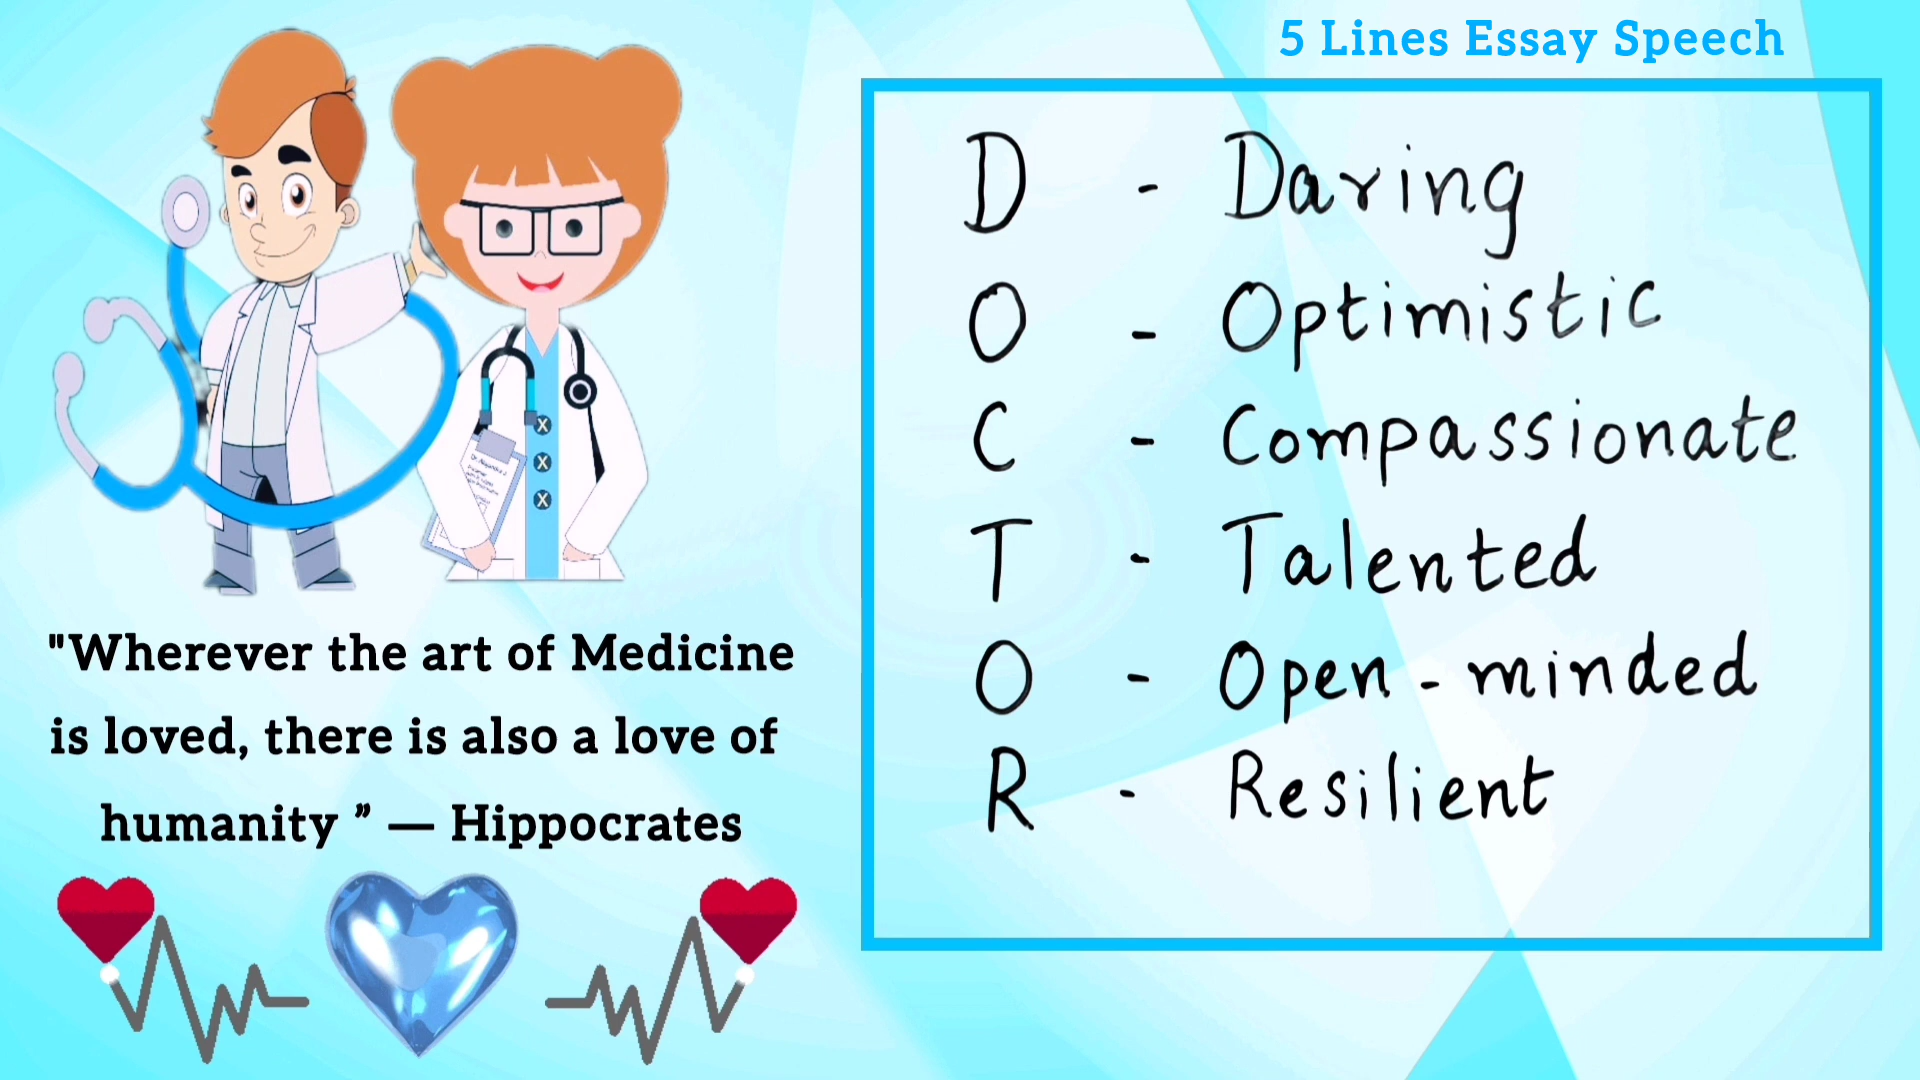 5 Lines Essay Speech
D - Daring
O - Optimistic
C - Compassionate
T - Talented
O - Open-minded
R - Resilient
"Wherever the art of Medicine
is loved, there is also a love of
humanity ” — Hippocrates
X
X
X